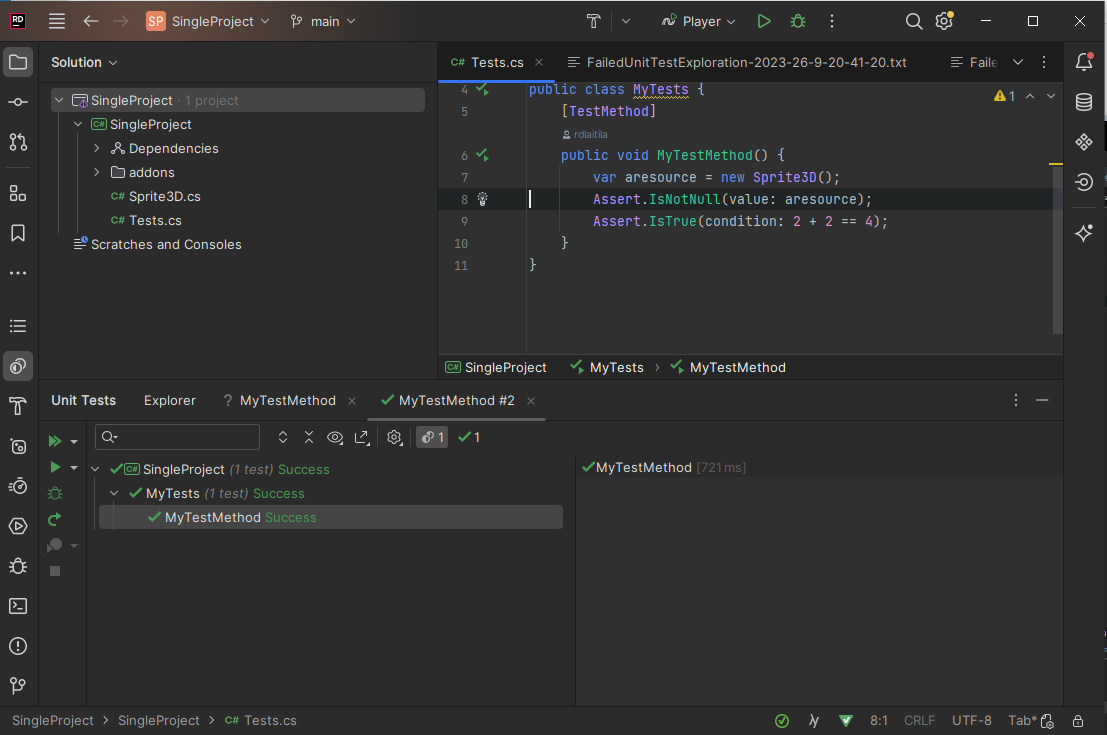 RD
SP SingleProject
main
Player
Solution
SingleProject · 1 project
C# SingleProject
Dependencies
addons
C# Sprite3D.cs
C# Tests.cs
Scratches and Consoles
C# Tests.cs
FailedUnitTestExploration-2023-26-9-20-41-20.txt
Faile
1
4 public class MyTests {
5 [TestMethod]
rdlaitila
6 public void MyTestMethod() {
7 var aresource = new Sprite3D();
8 Assert.IsNotNull(value: aresource);
9 Assert.IsTrue(condition: 2 + 2 == 4);
10 }
11 }
C# SingleProject MyTests › MyTestMethod
Unit Tests Explorer ? MyTestMethod MyTestMethod #2
1 1
C# SingleProject (1 test) Success
MyTests (1 test) Success
MyTestMethod Success
MyTestMethod [721 ms]
SingleProject › SingleProject › C# Tests.cs
8:1 CRLF UTF-8 Tab*